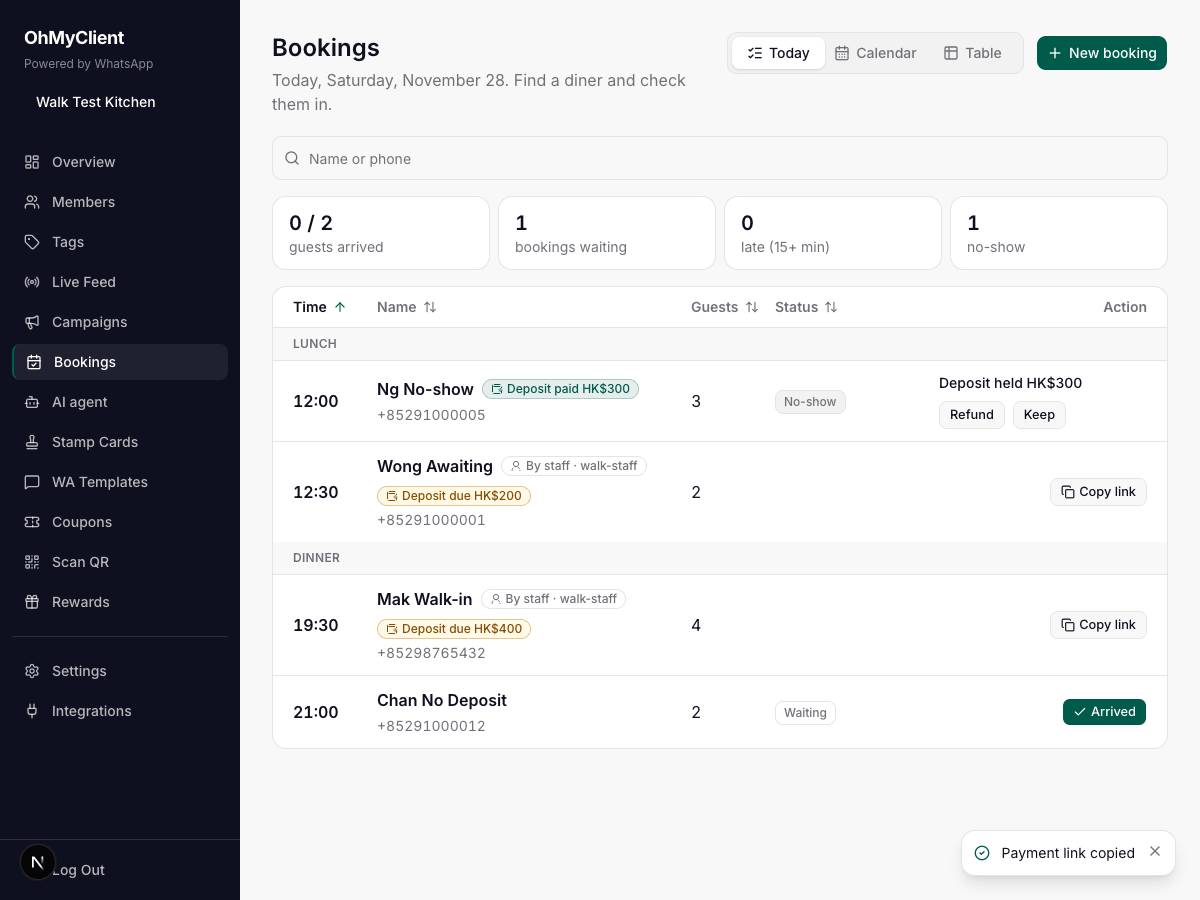 OhMyClient
Powered by WhatsApp
Walk Test Kitchen
Overview
Members
Tags
Live Feed
Campaigns
Bookings
AI agent
Stamp Cards
WA Templates
Coupons
Scan QR
Rewards
Settings
Integrations
N
Log Out
Bookings
Today, Saturday, November 28. Find a diner and check
them in.
Today
Calendar
Table
New booking
Name or phone
0 / 2
guests arrived
1
bookings waiting
0
late (15+ min)
1
no-show
Time Name Guests Status Action
LUNCH
12:00
Ng No-show Deposit paid HK$300
+85291000005
3
No-show
Deposit held HK$300
Refund Keep
12:30
Wong Awaiting By staff · walk-staff
Deposit due HK$200
+85291000001
2
Copy link
DINNER
19:30
Mak Walk-in By staff · walk-staff
Deposit due HK$400
+85298765432
4
Copy link
21:00
Chan No Deposit
+85291000012
2
Waiting
Arrived
Payment link copied